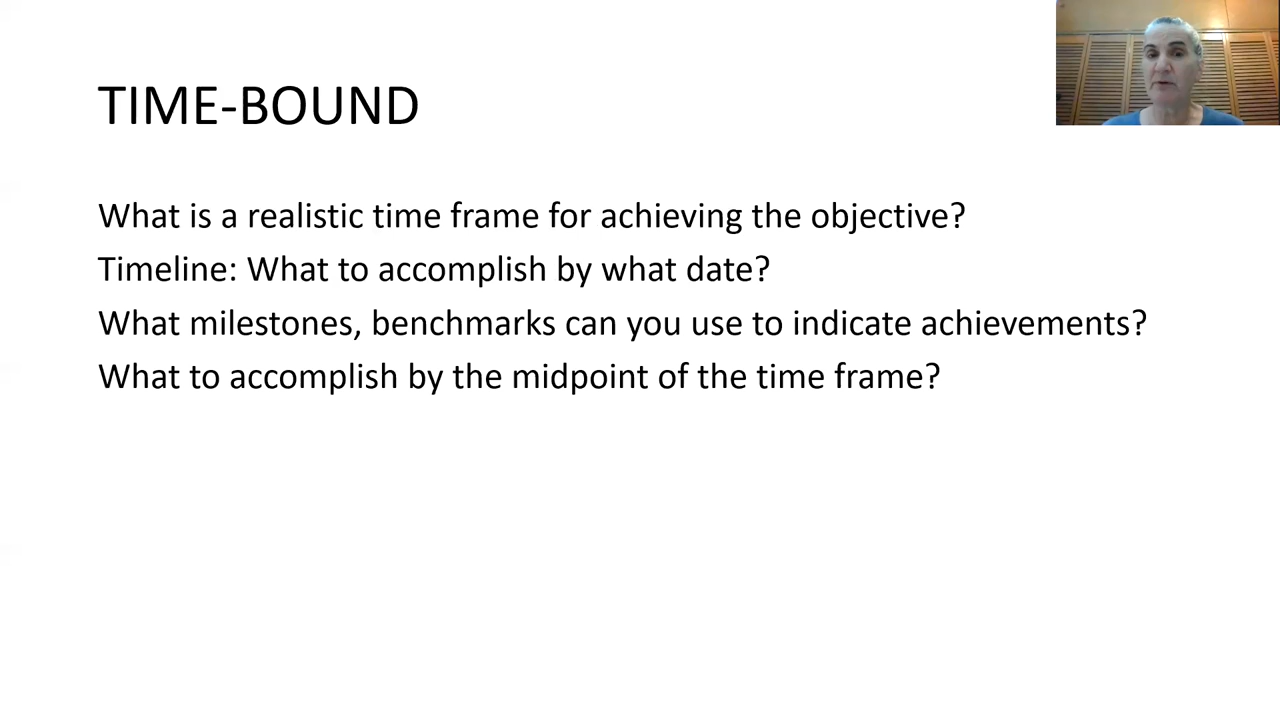 TIME-BOUND
What is a realistic time frame for achieving the objective?
Timeline: What to accomplish by what date?
What milestones, benchmarks can you use to indicate achievements?
What to accomplish by the midpoint of the time frame?